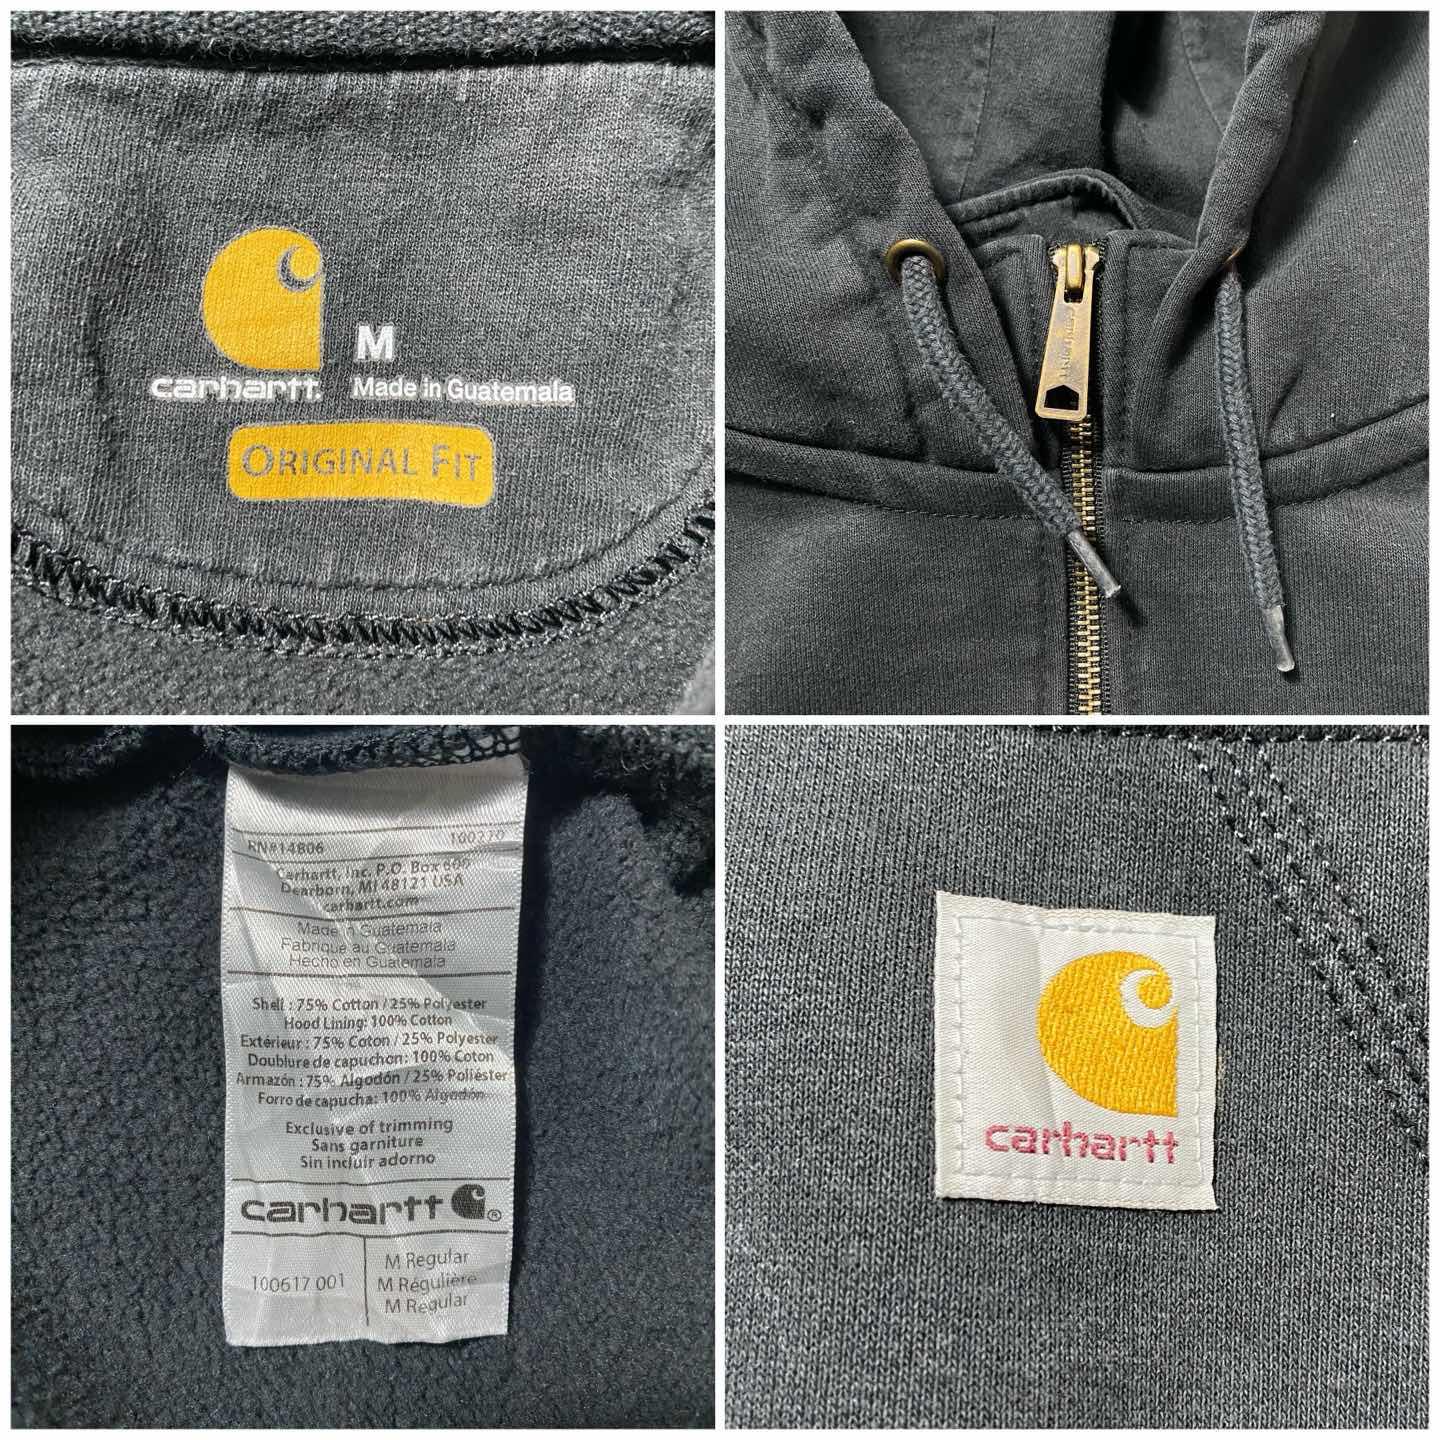 M
carhartt.
Made in Guatemala
ORIGINAL FIT
carhartt
RN#14806 100220
Carhartt, Inc. P.O. Box 600
Dearborn, MI 48121 USA
carhartt.com
Made in Guatemala
Fabriqué au Guatemala
Hecho en Guatemala
Shell : 75% Cotton / 25% Polyester
Hood Lining: 100% Cotton
Extérieur : 75% Coton / 25% Polyester
Doublure de capuchon: 100% Coton
Armazón : 75% Algodón / 25% Poliéster
Forro de capucha: 100% Algodón
Exclusive of trimming
Sans garniture
Sin incluir adorno
carhartt®
100617 001
M Regular
M Régulière
M Regular
carhartt